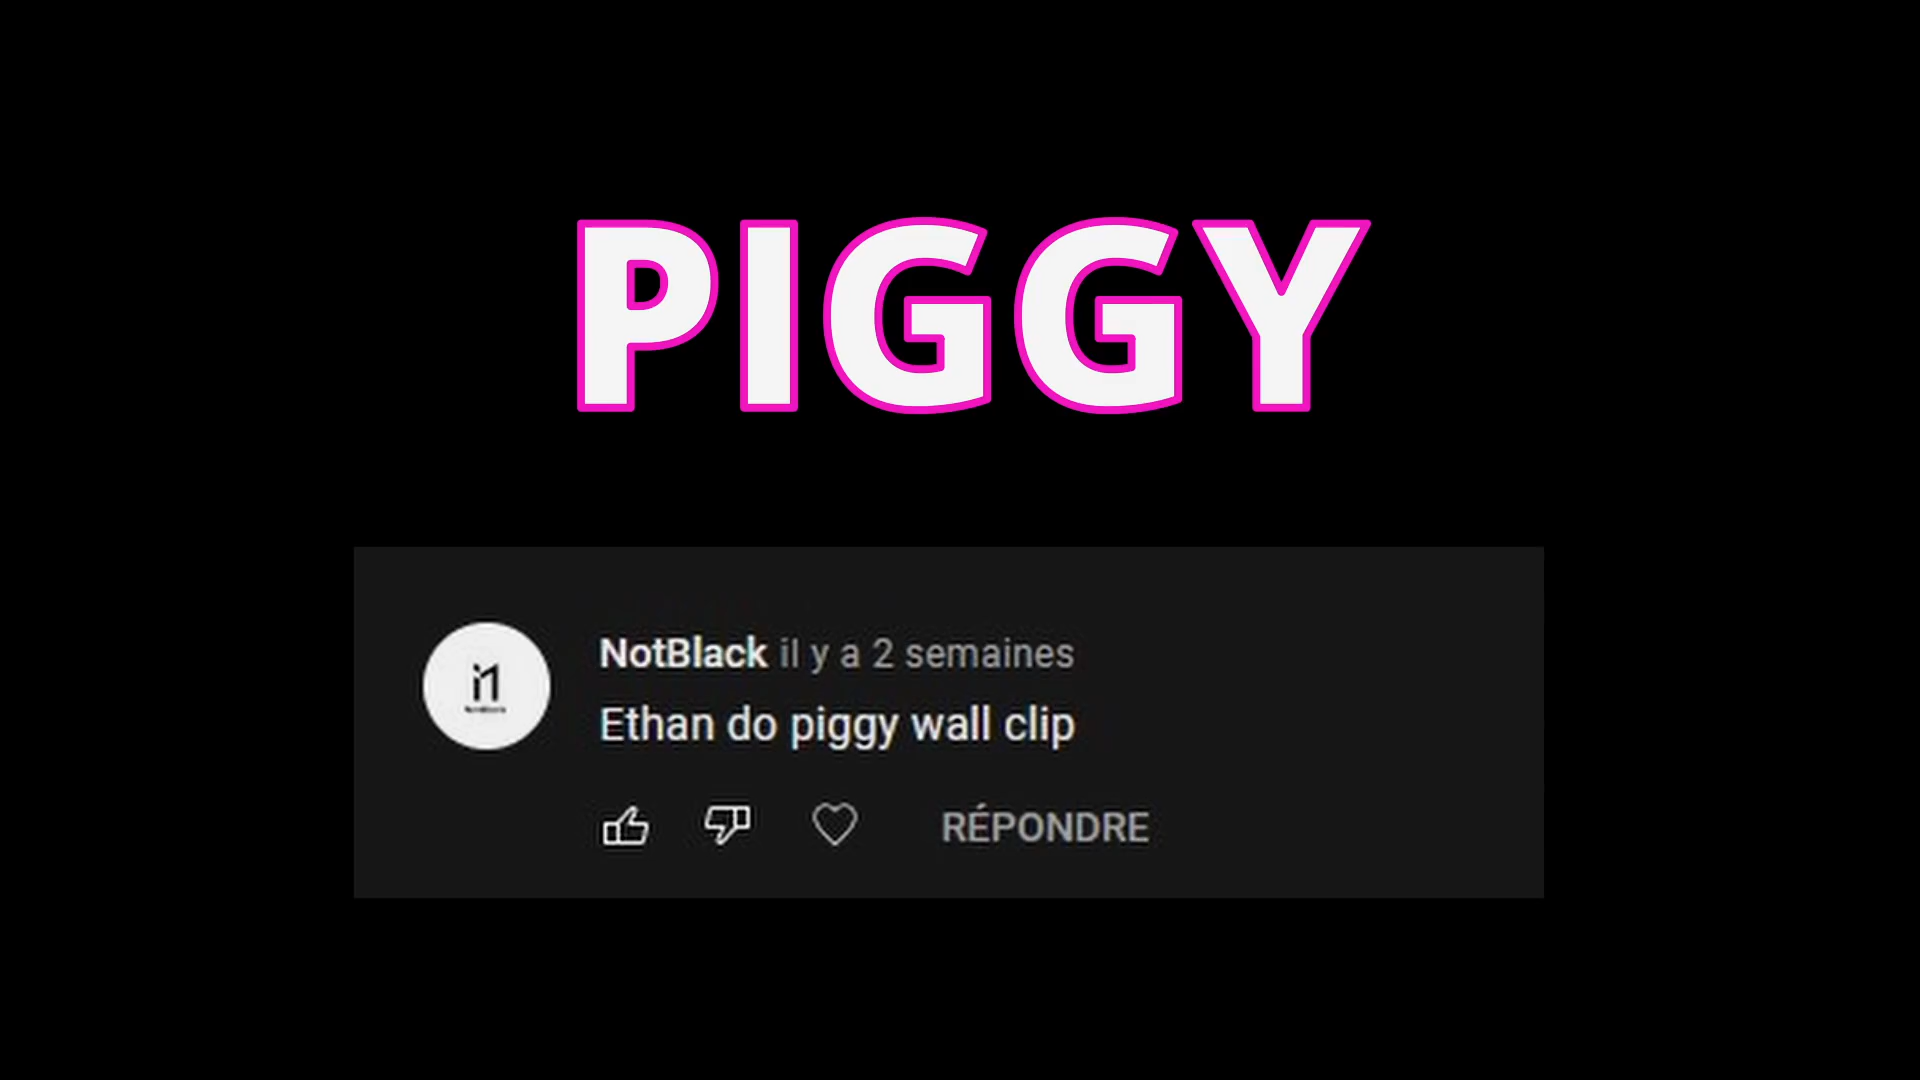 PIGGY
NotBlack il y a 2 semaines
Ethan do piggy wall clip
RÉPONDRE